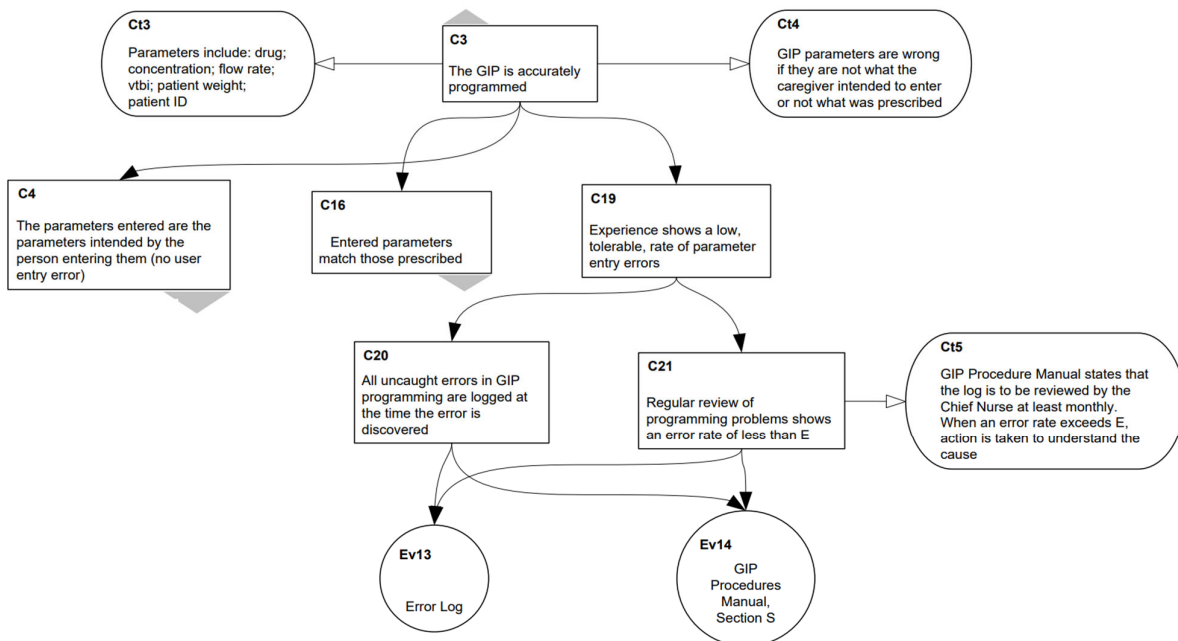 Ct3
Parameters include: drug;
concentration; flow rate;
vtbi; patient weight;
patient ID
C3
The GIP is accurately
programmed
Ct4
GIP parameters are wrong
if they are not what the
caregiver intended to enter
or not what was prescribed
C4
The parameters entered are the
parameters intended by the
person entering them (no user
entry error)
C16
Entered parameters
match those prescribed
C19
Experience shows a low,
tolerable, rate of parameter
entry errors
C20
All uncaught errors in GIP
programming are logged at
the time the error is
discovered
C21
Regular review of
programming problems shows
an error rate of less than E
Ct5
GIP Procedure Manual states that
the log is to be reviewed by the
Chief Nurse at least monthly.
When an error rate exceeds E,
action is taken to understand the
cause
Ev13
Error Log
Ev14
GIP
Procedures
Manual,
Section S